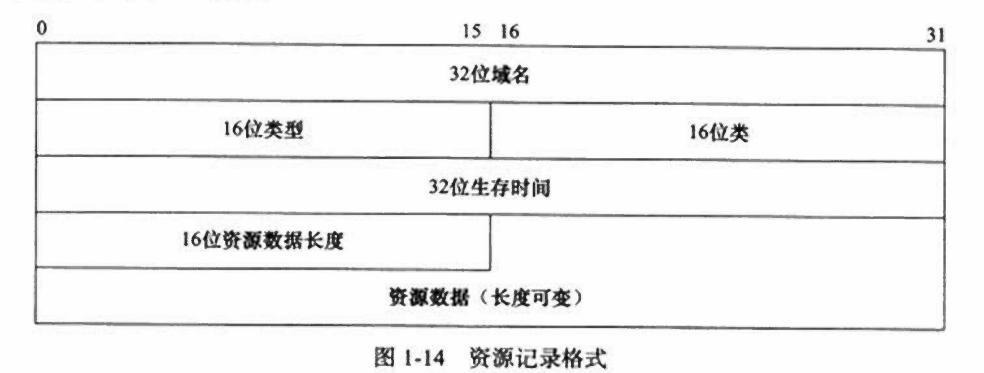 0 15 16 31
32位域名
16位类型 16位类
32位生存时间
16位资源数据长度
资源数据（长度可变）
图 1-14 资源记录格式